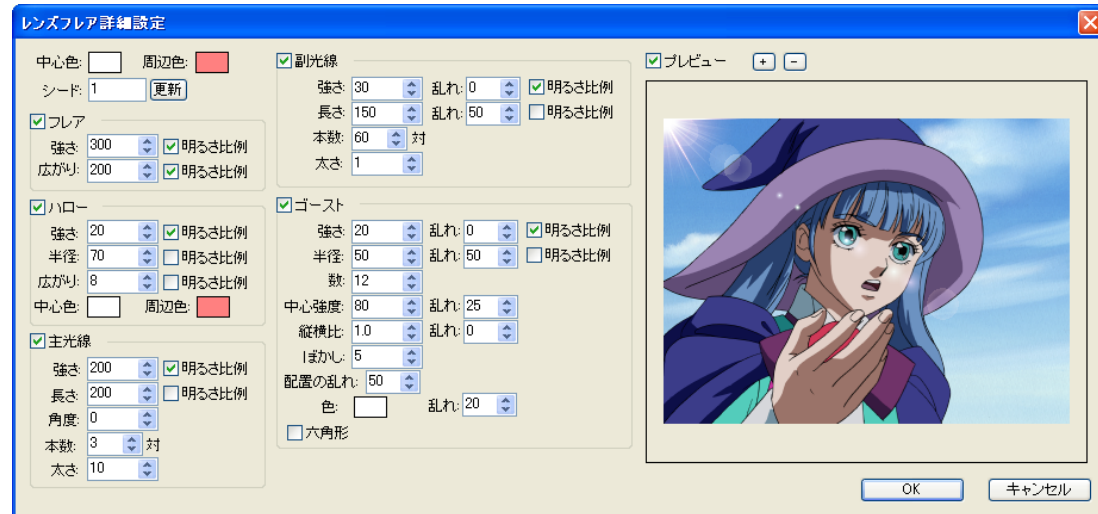 レンズフレア詳細設定
中心色: 周辺色:
シード: 1 更新
フレア
強さ: 300 明るさ比例
広がり: 200 明るさ比例
ハロー
強さ: 20 明るさ比例
半径: 70 明るさ比例
広がり: 8 明るさ比例
中心色: 周辺色:
主光線
強さ: 200 明るさ比例
長さ: 200 明るさ比例
角度: 0
本数: 3 対
太さ: 10
副光線
強さ: 30 乱れ: 0 明るさ比例
長さ: 150 乱れ: 50 明るさ比例
本数: 60 対
太さ: 1
ゴースト
強さ: 20 乱れ: 0 明るさ比例
半径: 50 乱れ: 50 明るさ比例
数: 12
中心強度: 80 乱れ: 25
縦横比: 1.0 乱れ: 0
ぼかし: 5
配置の乱れ: 50
色: 乱れ: 20
六角形
プレビュー + -
OK キャンセル